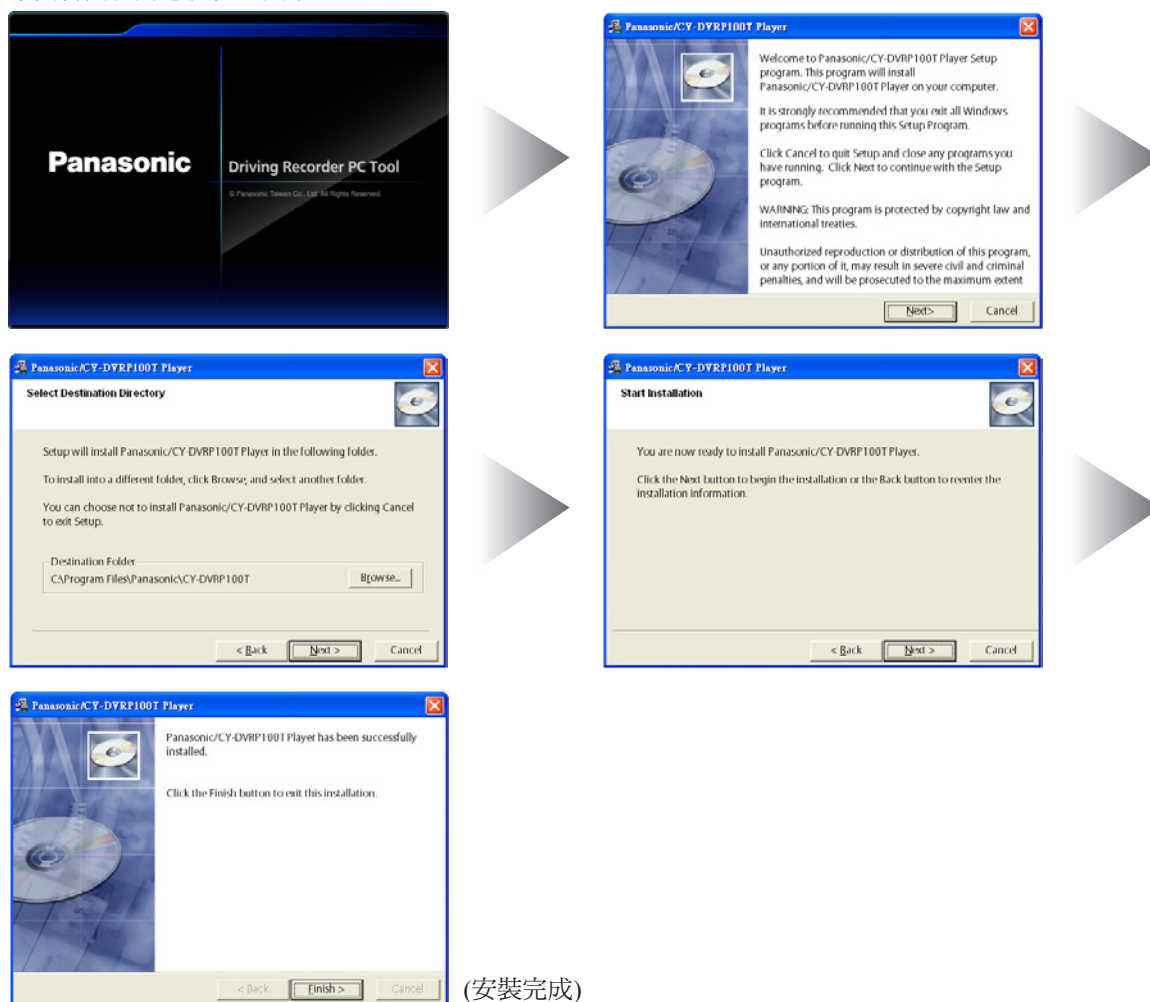 Panasonic
Driving Recorder PC Tool
© Panasonic Taiwan Co., Ltd. All Rights Reserved.
Panasonic/CY-DVRP100T Player
Welcome to Panasonic/CY-DVRP100T Player Setup
program. This program will install
Panasonic/CY-DVRP100T Player on your computer.
It is strongly recommended that you exit all Windows
programs before running this Setup Program.
Click Cancel to quit Setup and close any programs you
have running. Click Next to continue with the Setup
program.
WARNING: This program is protected by copyright law and
international treaties.
Unauthorized reproduction or distribution of this program,
or any portion of it, may result in severe civil and criminal
penalties, and will be prosecuted to the maximum extent
Next>
Cancel
Panasonic/CY-DVRP100T Player
Select Destination Directory
Setup will install Panasonic/CY-DVRP100T Player in the following folder.
To install into a different folder, click Browse, and select another folder.
You can choose not to install Panasonic/CY-DVRP100T Player by clicking Cancel
to exit Setup.
Destination Folder
C:\Program Files\Panasonic\CY-DVRP100T
Browse...
< Back
Next >
Cancel
Panasonic/CY-DVRP100T Player
Start Installation
You are now ready to install Panasonic/CY-DVRP100T Player.
Click the Next button to begin the installation or the Back button to reenter the
installation information.
< Back
Next >
Cancel
Panasonic/CY-DVRP100T Player
Panasonic/CY-DVRP100T Player has been successfully
installed.
Click the Finish button to exit this installation.
< Back
Finish >
Cancel
(安裝完成)